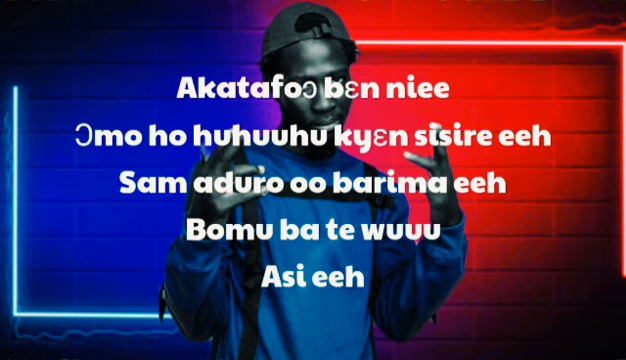 Akatafoɔ bɛn niee
Ɔmo ho huhuuhu kyɛn sisire eeh
Sam aduro oo barima eeh
Bomu ba te wuuu
Asi eeh